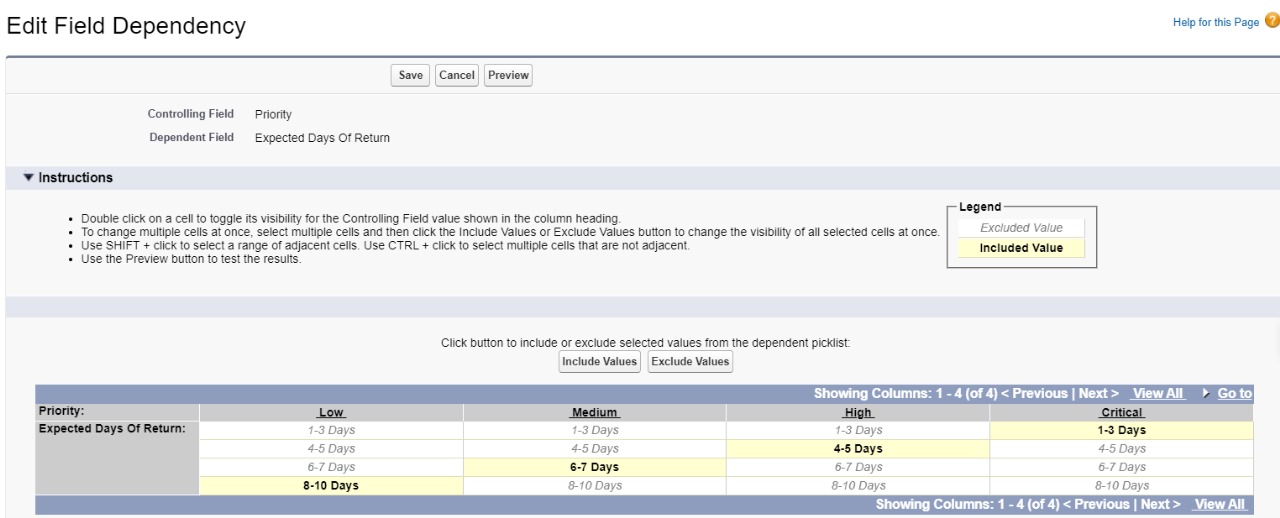 Edit Field Dependency
Help for this Page ?
Save Cancel Preview
Controlling Field Priority
Dependent Field Expected Days Of Return
Instructions
Double click on a cell to toggle its visibility for the Controlling Field value shown in the column heading.
To change multiple cells at once, select multiple cells and then click the Include Values or Exclude Values button to change the visibility of all selected cells at once.
Use SHIFT + click to select a range of adjacent cells. Use CTRL + click to select multiple cells that are not adjacent.
Use the Preview button to test the results.
Legend
Excluded Value
Included Value
Click button to include or exclude selected values from the dependent picklist:
Include Values Exclude Values
Showing Columns: 1 - 4 (of 4) < Previous | Next > View All Go to
Priority: Low Medium High Critical
Expected Days Of Return: 1-3 Days 1-3 Days 1-3 Days 1-3 Days
4-5 Days 4-5 Days 4-5 Days 4-5 Days
6-7 Days 6-7 Days 6-7 Days 6-7 Days
8-10 Days 8-10 Days 8-10 Days 8-10 Days
Showing Columns: 1 - 4 (of 4) < Previous | Next > View All